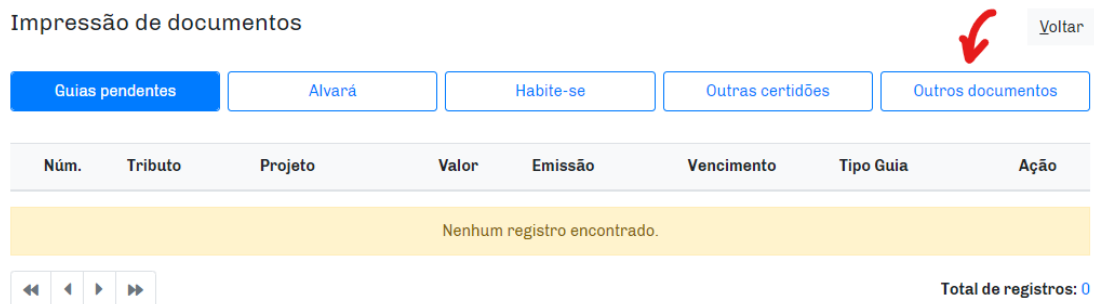 Impressão de documentos
Voltar
Guias pendentes Alvará Habite-se Outras certidões Outros documentos
Núm. Tributo Projeto Valor Emissão Vencimento Tipo Guia Ação
Nenhum registro encontrado.
Total de registros: 0